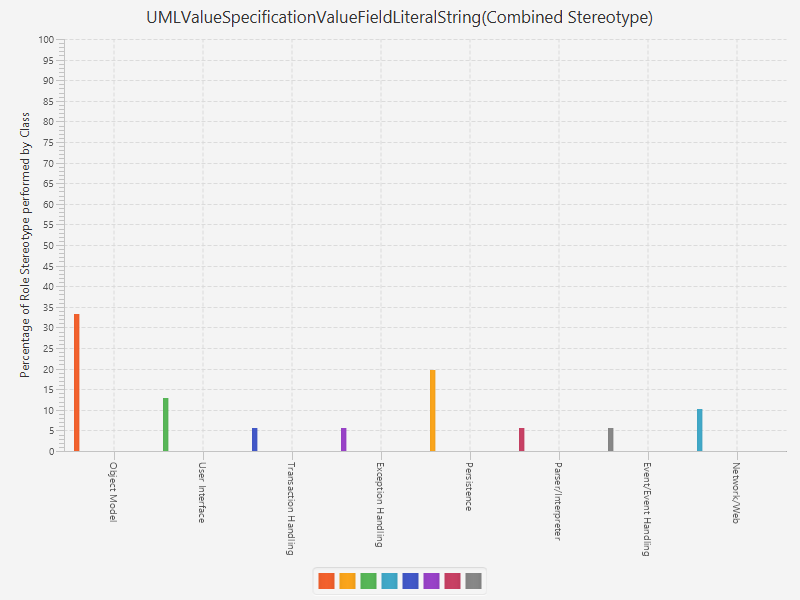 UMLValueSpecificationValueFieldLiteralString(Combined Stereotype)
Percentage of Role Stereotype performed by Class
100
95
90
85
80
75
70
65
60
55
50
45
40
35
30
25
20
15
10
5
0
Object Model
User Interface
Transaction Handling
Exception Handling
Persistence
Parser/Interpreter
Event/Event Handling
Network/Web